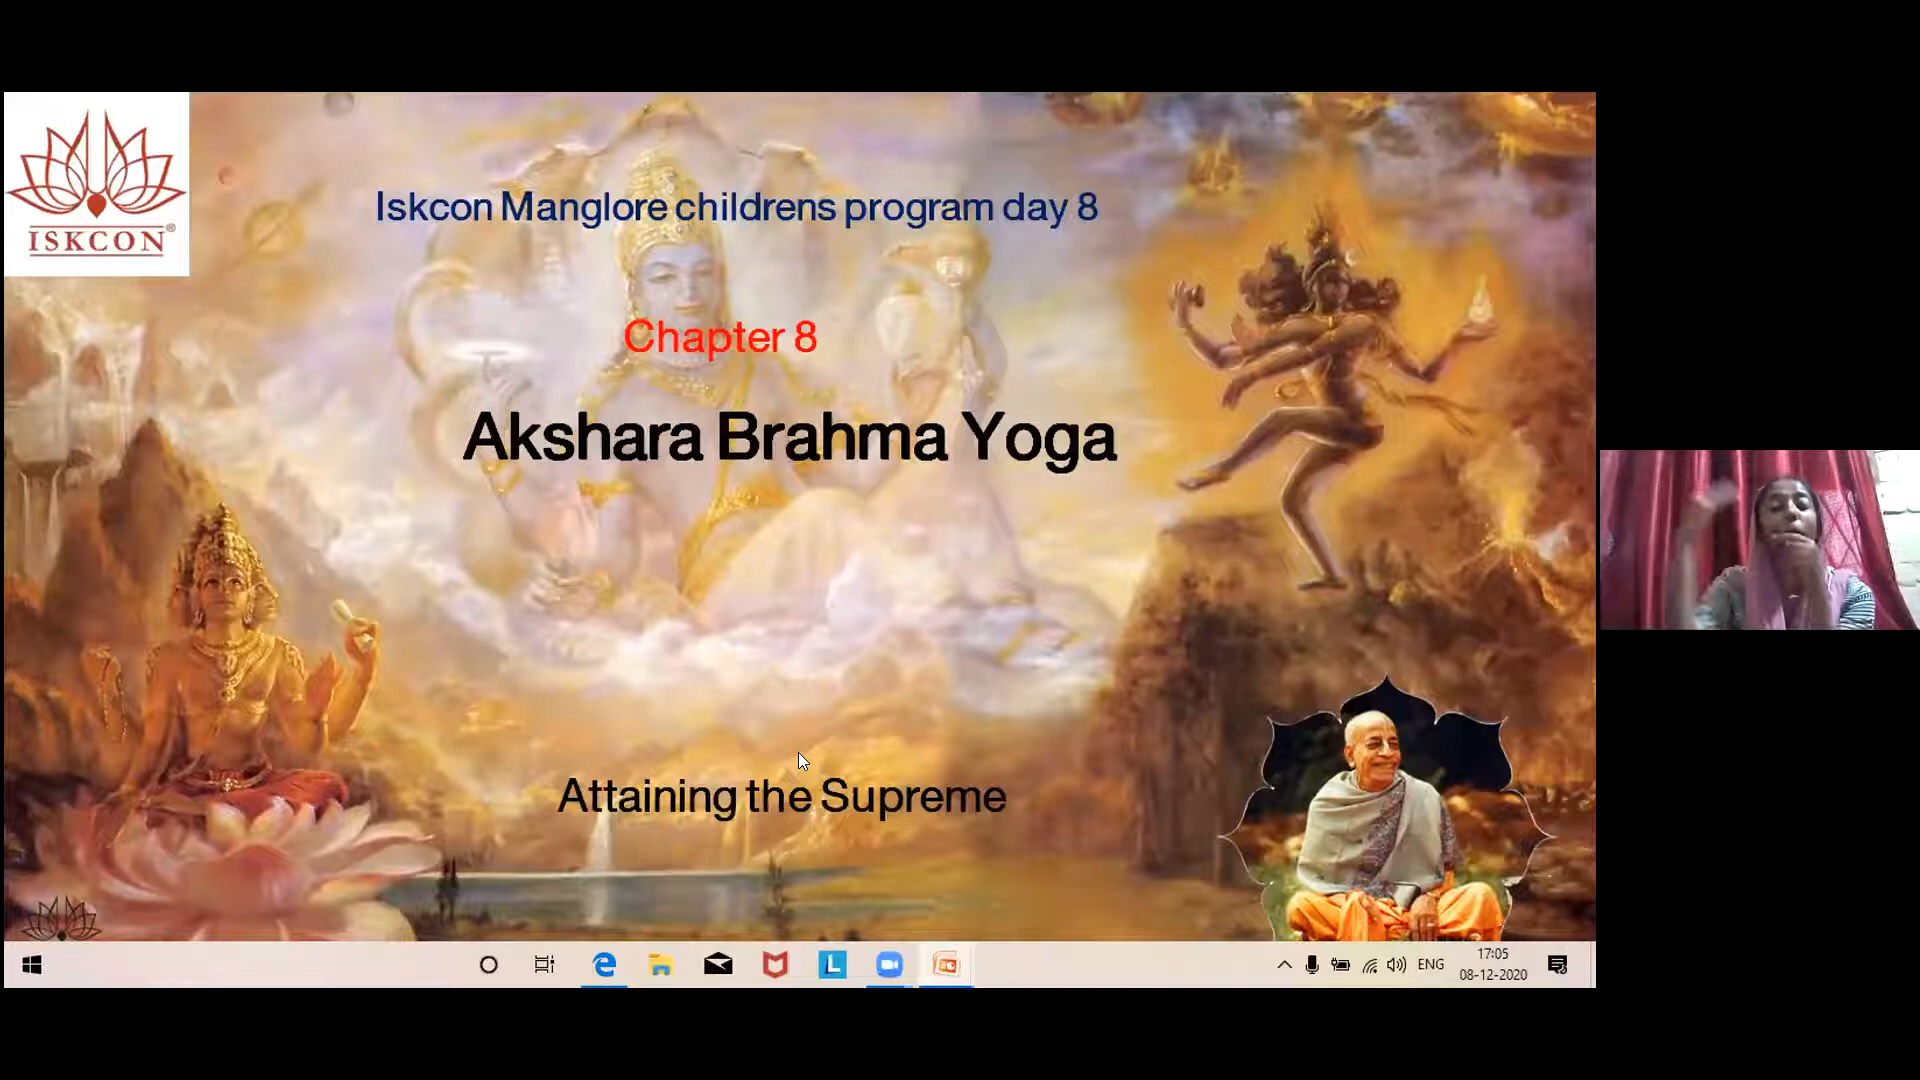 ISKCON®
Iskcon Manglore childrens program day 8
Chapter 8
Akshara Brahma Yoga
Attaining the Supreme
L
ENG
17:05
08-12-2020